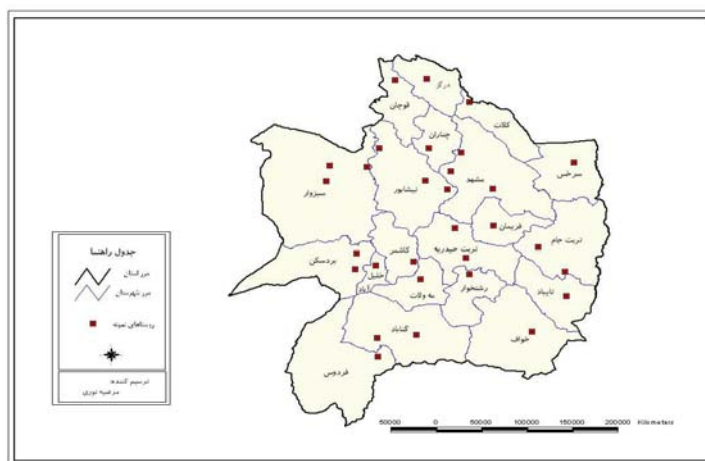 درگز
قوچان
کلات
چناران
سرخس
مشهد
نیشابور
سبزوار
فریمان
تربت جام
تربت حیدریه
کاشمر
بردسکن
خلیل
آباد
مه ولات
رشتخوار
تایباد
گناباد
خواف
فردوس
جدول راهنما
مرز استان
مرز شهرستان
روستاهای نمونه
ترسیم کننده:
مرضیه نوری
50000 0 50000 100000 150000 200000 Kilometers